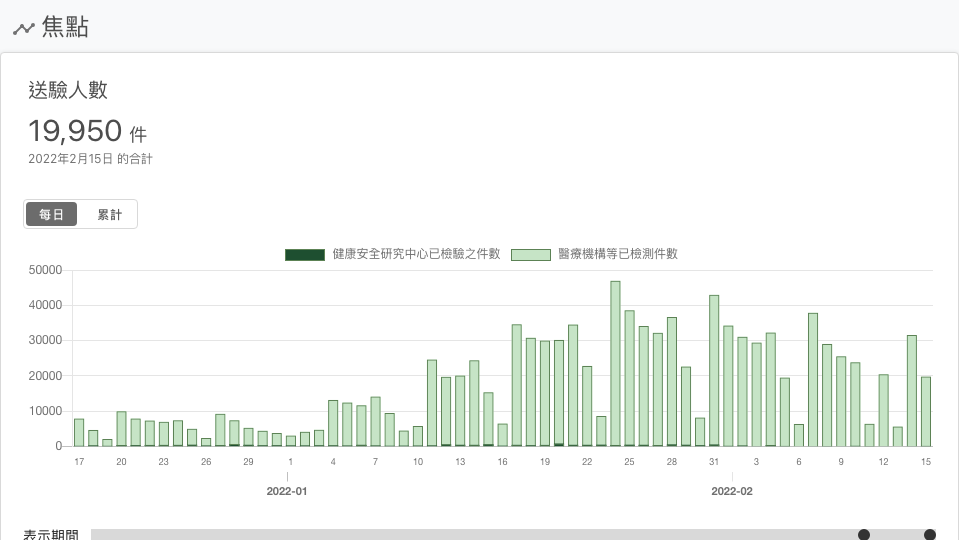 焦點
送驗人數
19,950 件
2022年2月15日 的合計
每日 累計
健康安全研究中心已檢驗之件數 醫療機構等已檢測件數
50000
40000
30000
20000
10000
0
17 20 23 26 29 1 4 7 10 13 16 19 22 25 28 31 3 6 9 12 15
2022-01 2022-02
表示期間